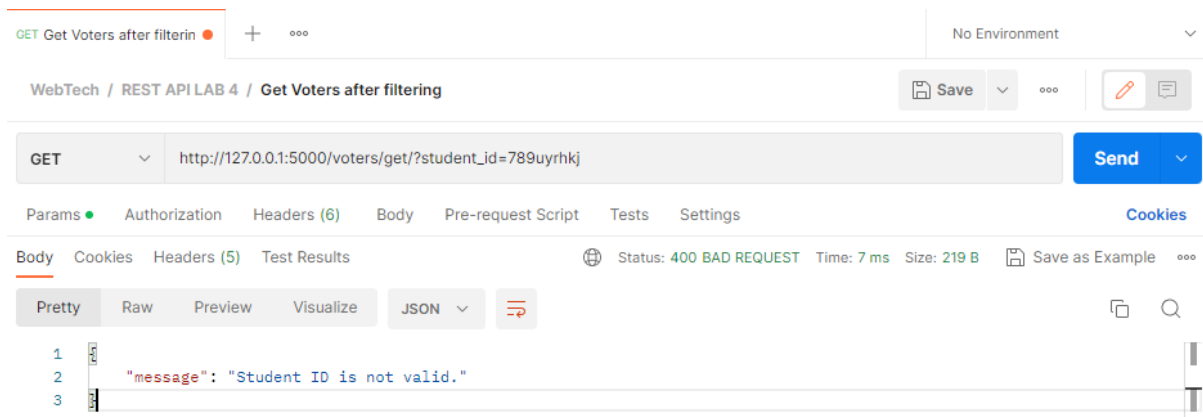 GET Get Voters after filterin No Environment
WebTech / REST API LAB 4 / Get Voters after filtering Save
GET http://127.0.0.1:5000/voters/get/?student_id=789uyrhkj Send
Params Authorization Headers (6) Body Pre-request Script Tests Settings Cookies
Body Cookies Headers (5) Test Results Status: 400 BAD REQUEST Time: 7 ms Size: 219 B Save as Example
Pretty Raw Preview Visualize JSON
1 {
2 "message": "Student ID is not valid."
3 }